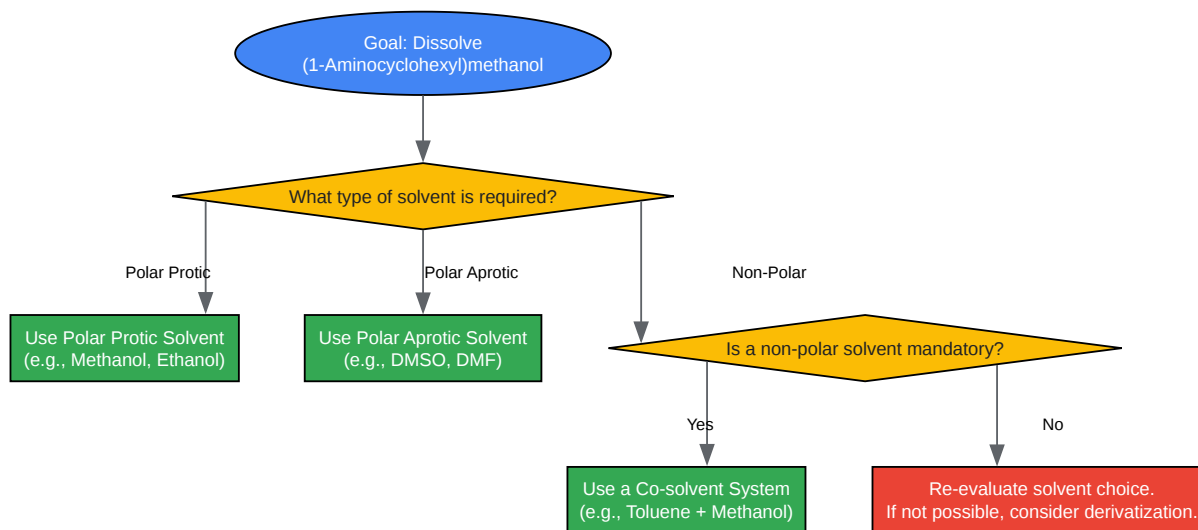 Goal: Dissolve
(1-Aminocyclohexyl)methanol
What type of solvent is required?
Polar Protic
Polar Aprotic
Non-Polar
Use Polar Protic Solvent
(e.g., Methanol, Ethanol)
Use Polar Aprotic Solvent
(e.g., DMSO, DMF)
Is a non-polar solvent mandatory?
Yes
No
Use a Co-solvent System
(e.g., Toluene + Methanol)
Re-evaluate solvent choice.
If not possible, consider derivatization.